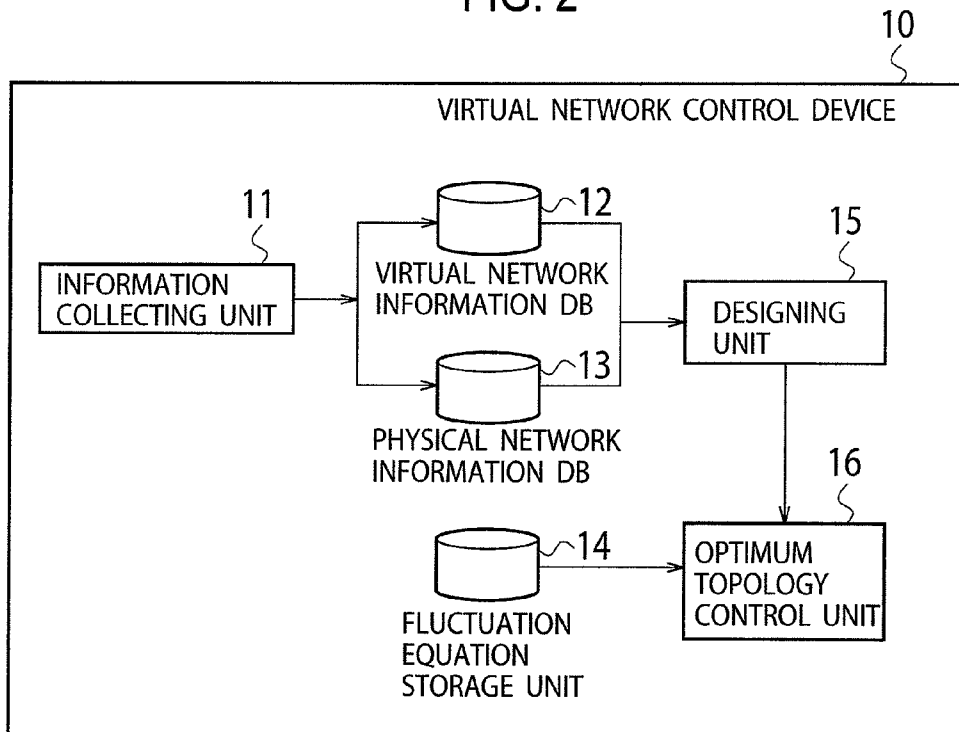 FIG. 2
10
VIRTUAL NETWORK CONTROL DEVICE
11
INFORMATION
COLLECTING UNIT
12
VIRTUAL NETWORK
INFORMATION DB
13
PHYSICAL NETWORK
INFORMATION DB
14
FLUCTUATION
EQUATION
STORAGE UNIT
15
DESIGNING
UNIT
16
OPTIMUM
TOPOLOGY
CONTROL UNIT